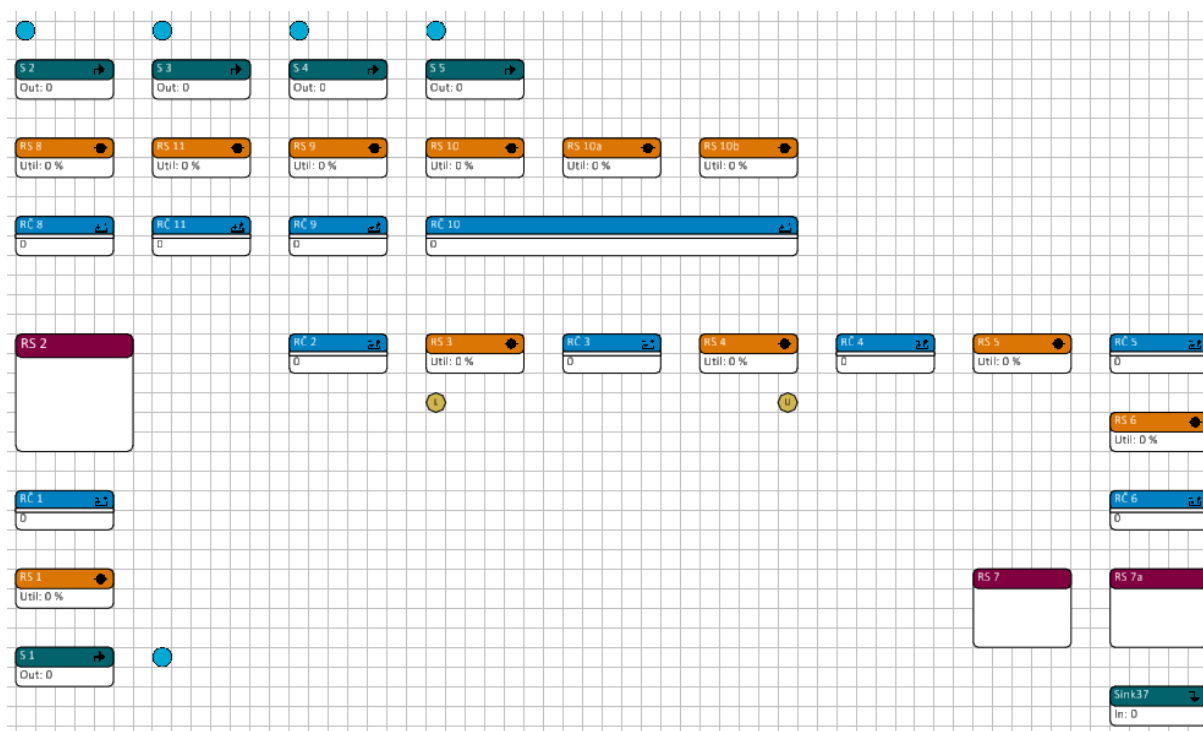 S 2
Out: 0
S 3
Out: 0
S 4
Out: 0
S 5
Out: 0
RS 8
Util: 0 %
RS 11
Util: 0 %
RS 9
Util: 0 %
RS 10
Util: 0 %
RS 10a
Util: 0 %
RS 10b
Util: 0 %
RČ 8
0
RČ 11
0
RČ 9
0
RČ 10
0
RS 2
RČ 2
0
RS 3
Util: 0 %
RČ 3
0
RS 4
Util: 0 %
RČ 4
0
RS 5
Util: 0 %
RČ 5
0
U
RS 6
Util: 0 %
RČ 1
0
RČ 6
0
RS 1
Util: 0 %
RS 7
RS 7a
S 1
Out: 0
Sink37
In: 0